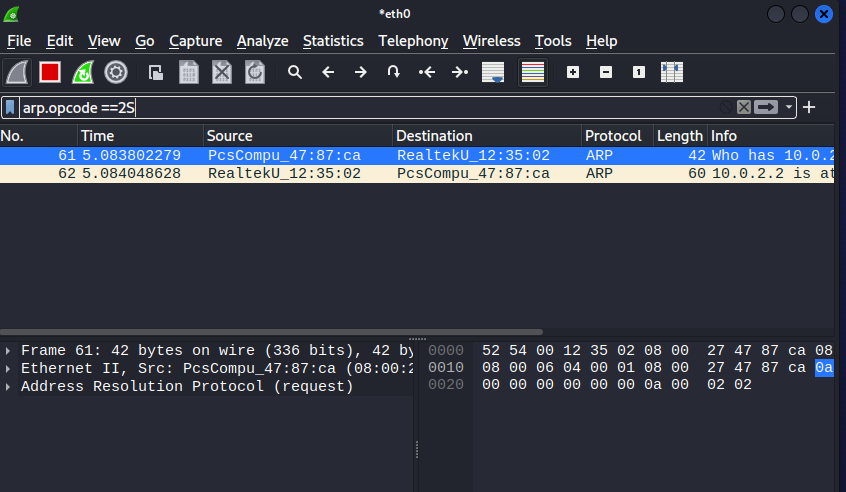 *eth0
File Edit View Go Capture Analyze Statistics Telephony Wireless Tools Help
arp.opcode ==2S
No. Time Source Destination Protocol Length Info
61 5.083802279 PcsCompu_47:87:ca RealtekU_12:35:02 ARP 42 Who has 10.0.2
62 5.084048628 RealtekU_12:35:02 PcsCompu_47:87:ca ARP 60 10.0.2.2 is at
Frame 61: 42 bytes on wire (336 bits), 42 by 0000 52 54 00 12 35 02 08 00 27 47 87 ca 08
Ethernet II, Src: PcsCompu_47:87:ca (08:00:2 0010 08 00 06 04 00 01 08 00 27 47 87 ca 0a
Address Resolution Protocol (request) 0020 00 00 00 00 00 00 0a 00 02 02